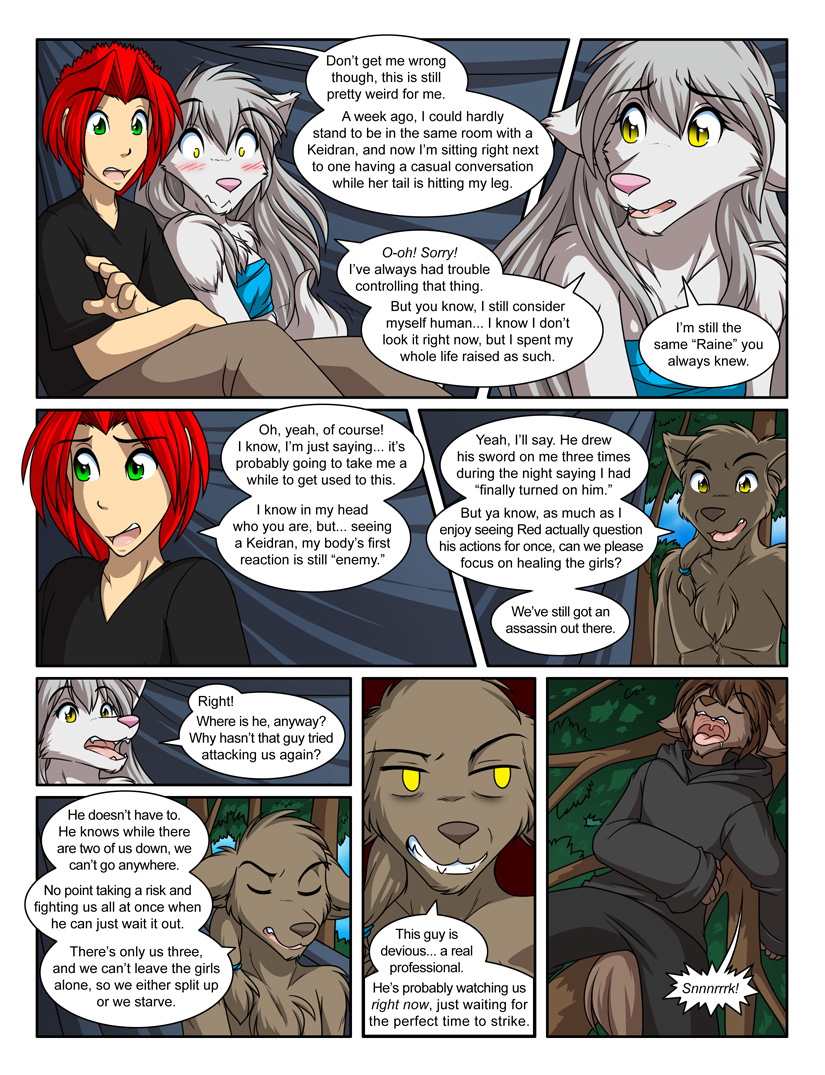 Don't get me wrong
though, this is still
pretty weird for me.
A week ago, I could hardly
stand to be in the same room with a
Keidran, and now I'm sitting right next
to one having a casual conversation
while her tail is hitting my leg.
O-oh! Sorry!
I've always had trouble
controlling that thing.
But you know, I still consider
myself human... I know I don't
look it right now, but I spent my
whole life raised as such.
I'm still the
same “Raine” you
always knew.
Oh, yeah, of course!
I know, I'm just saying... it's
probably going to take me a
while to get used to this.
I know in my head
who you are, but... seeing
a Keidran, my body's first
reaction is still “enemy.”
Yeah, I'll say. He drew
his sword on me three times
during the night saying I had
“finally turned on him.”
But ya know, as much as I
enjoy seeing Red actually question
his actions for once, can we please
focus on healing the girls?
We've still got an
assassin out there.
Right!
Where is he, anyway?
Why hasn't that guy tried
attacking us again?
He doesn't have to.
He knows while there
are two of us down, we
can't go anywhere.
No point taking a risk and
fighting us all at once when
he can just wait it out.
There's only us three,
and we can't leave the girls
alone, so we either split up
or we starve.
This guy is
devious... a real
professional.
He's probably watching us
right now, just waiting for
the perfect time to strike.
Snnnrrrk!